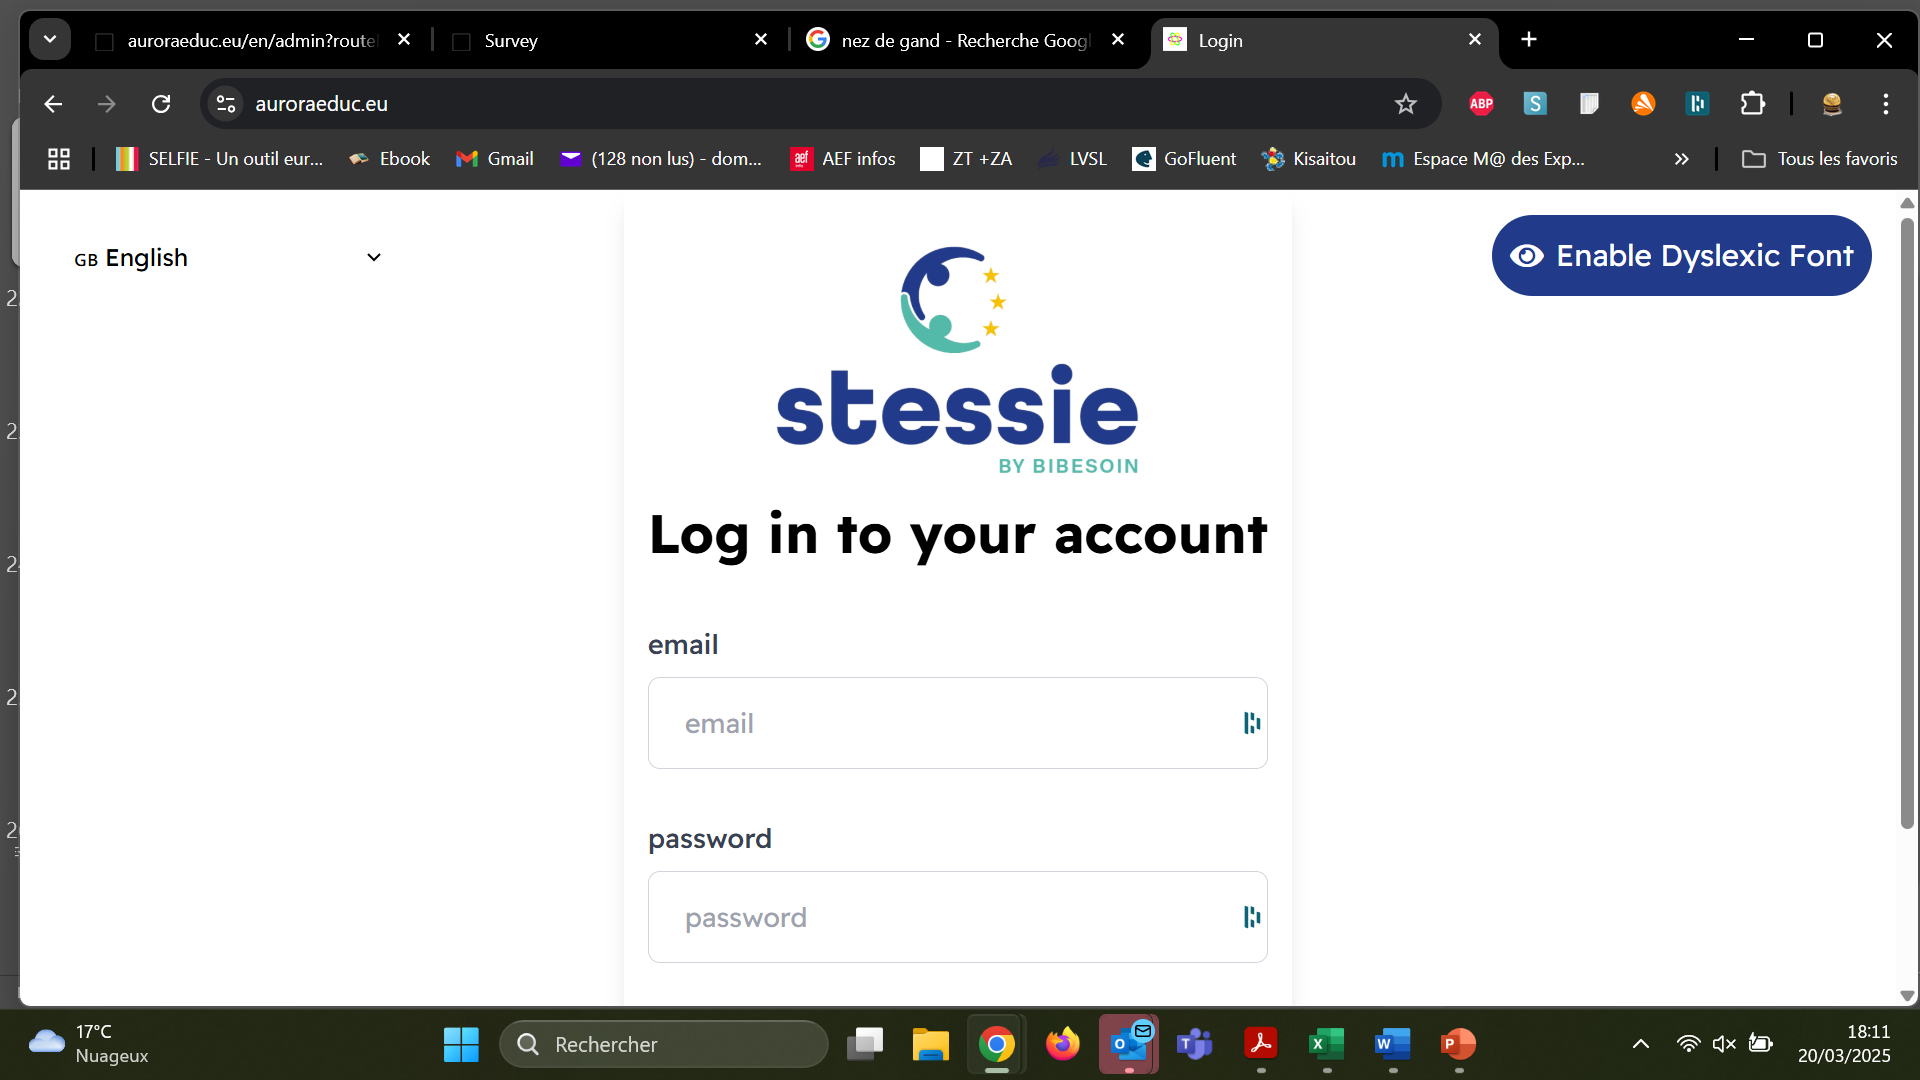 auroraeduc.eu/en/admin?route
Survey
nez de gand - Recherche Googl
Login
auroraeduc.eu
ABP
S
SELFIE - Un outil eur...
Ebook
Gmail
(128 non lus) - dom...
aef
AEF infos
ZT +ZA
LVSL
GoFluent
Kisaitou
m
Espace M@ des Exp...
Tous les favoris
GB English
Enable Dyslexic Font
stessie
BY BIBESOIN
Log in to your account
email
email
password
password
17°C
Nuageux
Rechercher
18:11
20/03/2025